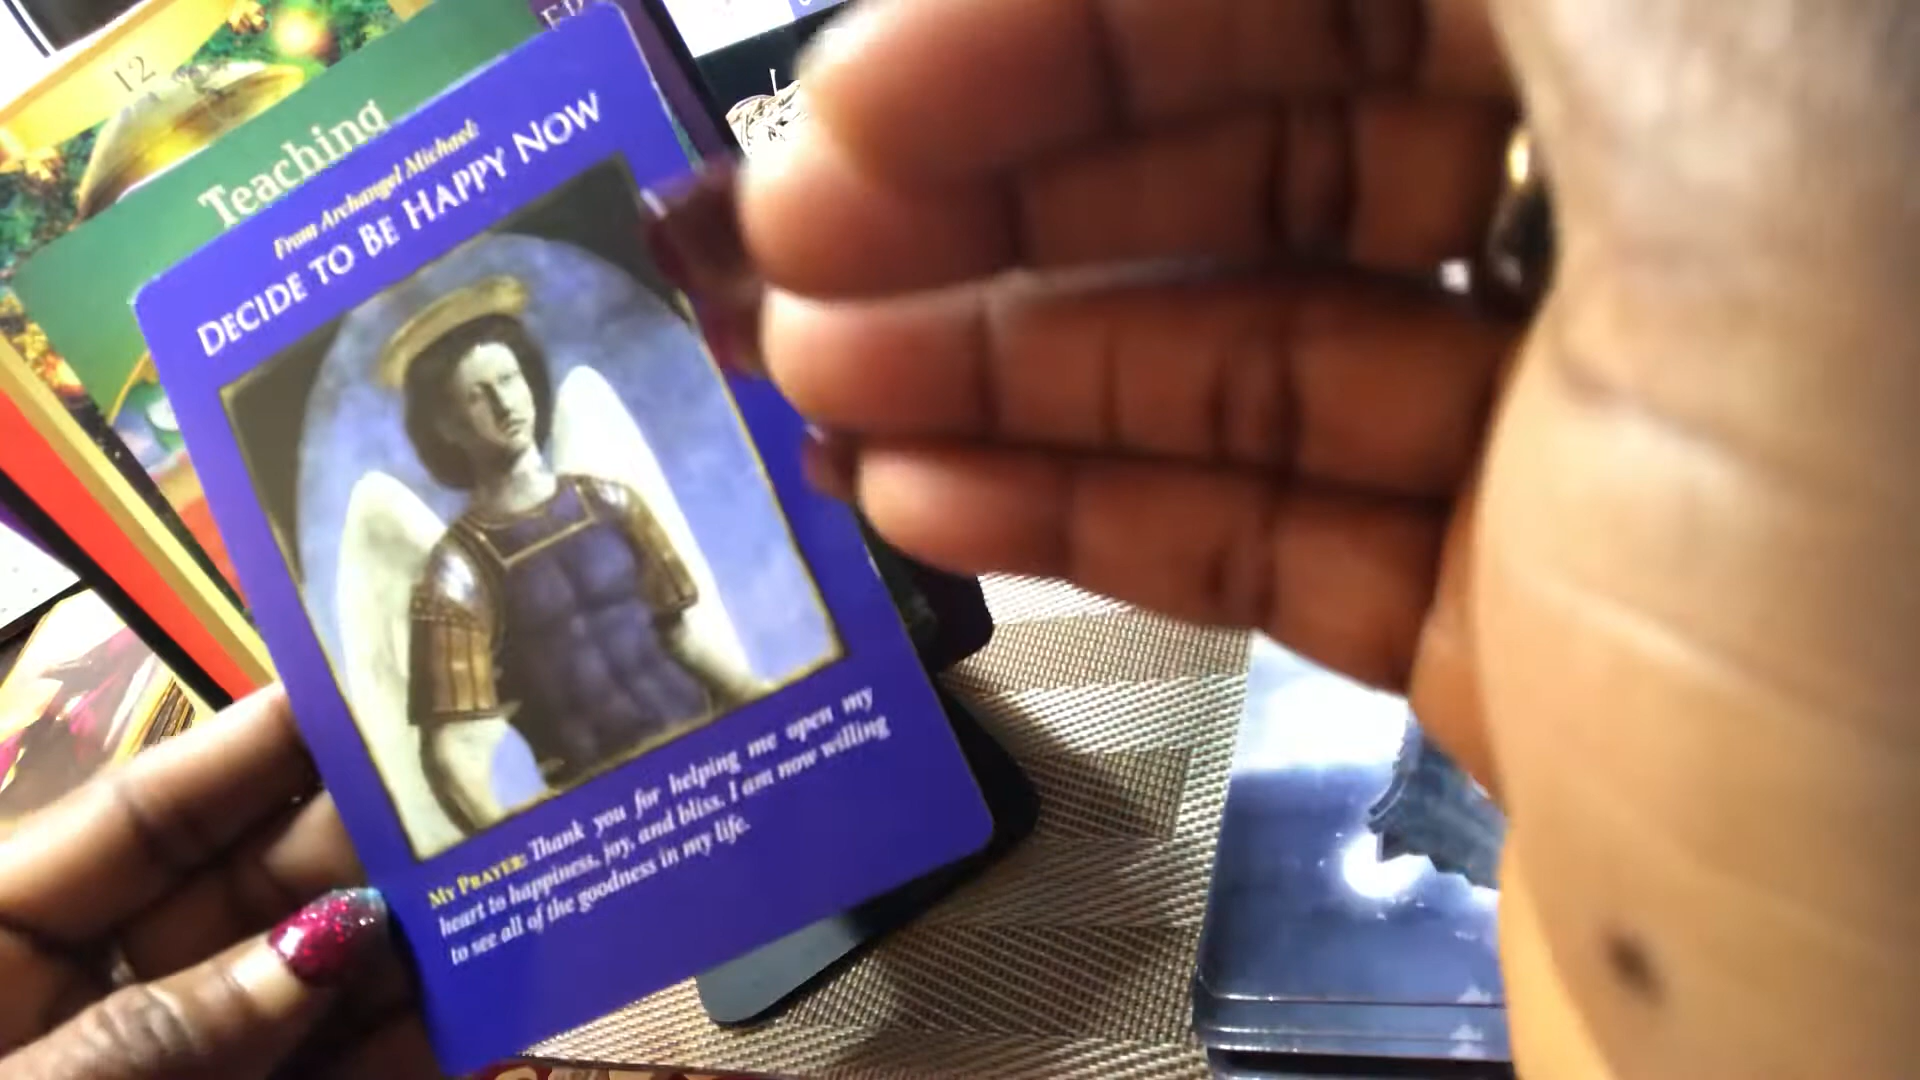 12
Teaching
From Archangel Michael:
DECIDE TO BE HAPPY NOW
MY PRAYER: Thank you for helping me open my
heart to happiness, joy, and bliss. I am now willing
to see all of the goodness in my life.